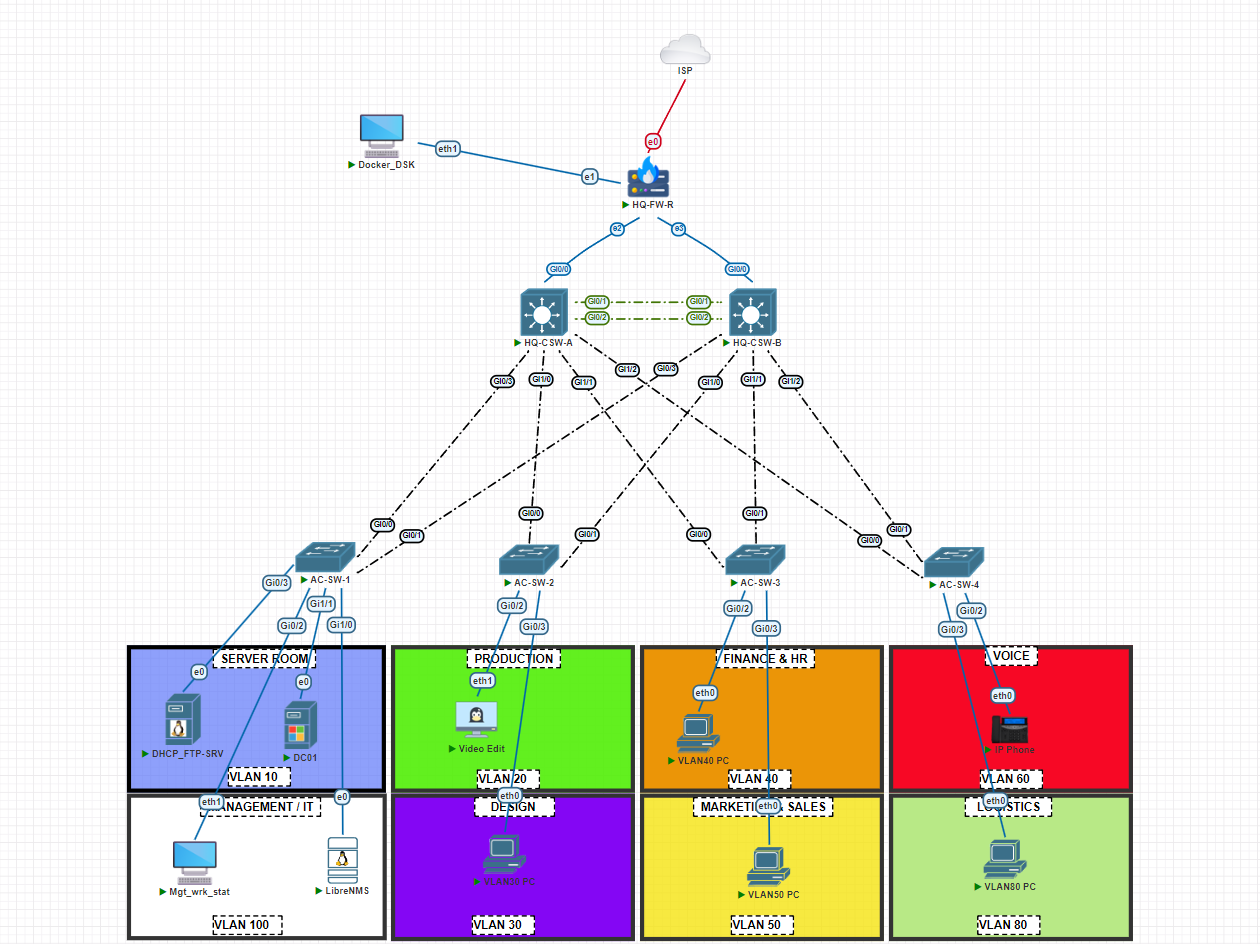 ISP
e0
eth1
Docker_DSK
e1
HQ-FW-R
e2
e3
Gi0/0
Gi0/0
Gi0/1
Gi0/1
Gi0/2
Gi0/2
HQ-CSW-A
HQ-CSW-B
Gi0/3
Gi1/0
Gi1/1
Gi1/2
Gi0/3
Gi1/0
Gi1/1
Gi1/2
Gi0/0
Gi0/1
Gi0/0
Gi0/1
Gi0/0
Gi0/1
Gi0/0
Gi0/1
AC-SW-1
AC-SW-2
AC-SW-3
AC-SW-4
Gi0/3
Gi0/2
Gi1/1
Gi1/0
Gi0/2
Gi0/3
Gi0/2
Gi0/3
Gi0/3
Gi0/2
SERVER ROOM
e0
e0
DHCP_FTP-SRV
DC01
VLAN 10
PRODUCTION
eth1
Video Edit
VLAN 20
FINANCE & HR
eth0
VLAN40 PC
VLAN 40
VOICE
eth0
IP Phone
VLAN 60
eth1
e0
ANAGEMENT / IT
Mgt_wrk_stat
LibreNMS
VLAN 100
eth0
DESIGN
VLAN30 PC
VLAN 30
eth0
MARKETING & SALES
VLAN50 PC
VLAN 50
eth0
LOGISTICS
VLAN80 PC
VLAN 80